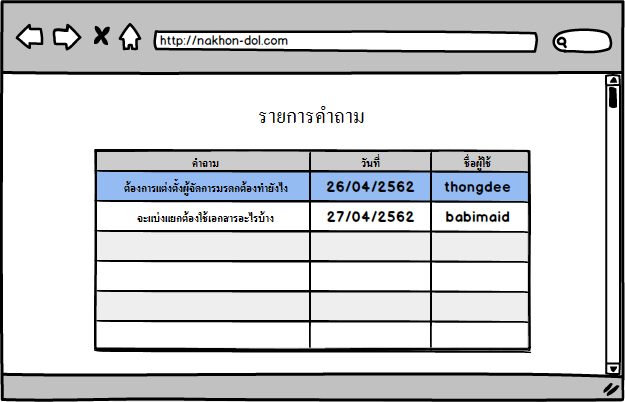 http://nakhon-dol.com
รายการคำถาม
คำถาม วันที่ ชื่อผู้ใช้
ต้องการแต่งตั้งผู้จัดการมรดกต้องทำยังไง 26/04/2562 thongdee
จะแบ่งแยกต้องใช้เอกสารอะไรบ้าง 27/04/2562 babimaid